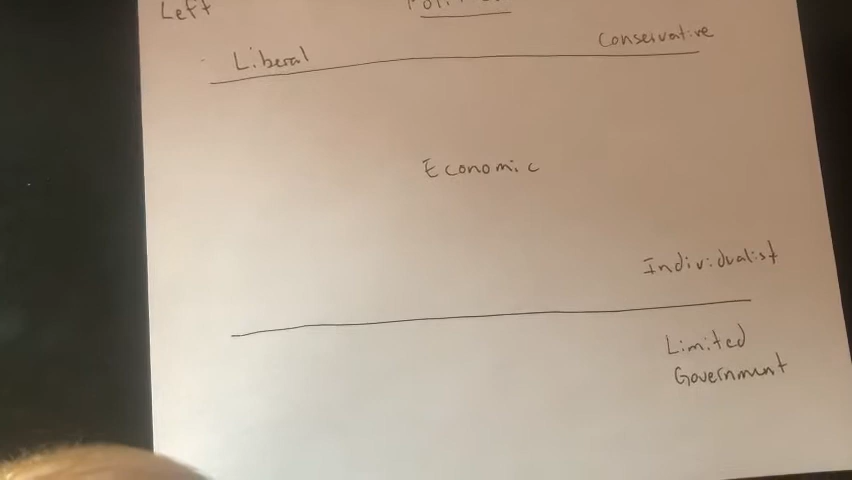 Left
Liberal
Conservative
Economic
Individualist
Limited
Government